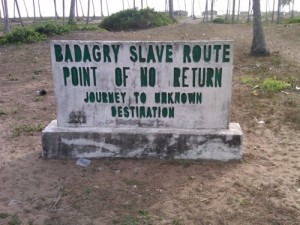 BADAGRY SLAVE ROUTE
POINT OF NO RETURN
JOURNEY TO UNKNOWN
DESTINATION